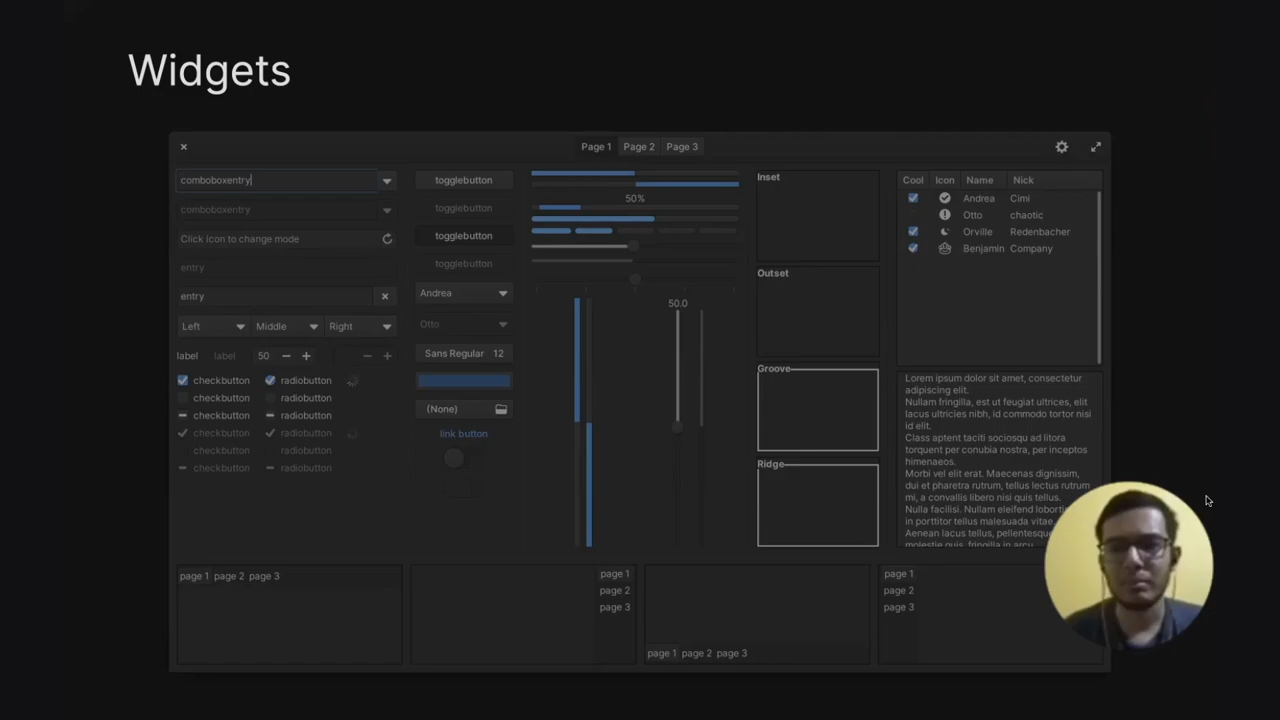 Widgets
Page 1 Page 2 Page 3
comboboxentry
comboboxentry
Click icon to change mode
entry
entry
Left Middle Right
label label 50
checkbutton radiobutton
checkbutton radiobutton
checkbutton radiobutton
checkbutton radiobutton
checkbutton radiobutton
checkbutton radiobutton
togglebutton
togglebutton
togglebutton
togglebutton
Andrea
Otto
Sans Regular 12
(None)
link button
50%
50.0
Inset
Outset
Groove
Ridge
Cool Icon Name Nick
Andrea Cimi
Otto chaotic
Orville Redenbacher
Benjamin Company
Lorem ipsum dolor sit amet, consectetur
adipiscing elit.
Nullam fringilla, est ut feugiat ultrices, elit
lacus ultricies nibh, id commodo tortor nisi
id elit.
Class aptent taciti sociosqu ad litora
torquent per conubia nostra, per inceptos
himenaeos.
Morbi vel elit erat. Maecenas dignissim,
dui et pharetra rutrum, tellus lectus rutrum
mi, a convallis libero nisi quis tellus.
Nulla facilisi. Nullam eleifend lobortis
in porttitor tellus malesuada vitae.
Aenean lacus tellus, pellentesque
quis, fringilla in arcu
page 1 page 2 page 3
page 1
page 2
page 3
page 1 page 2 page 3
page 1
page 2
page 3